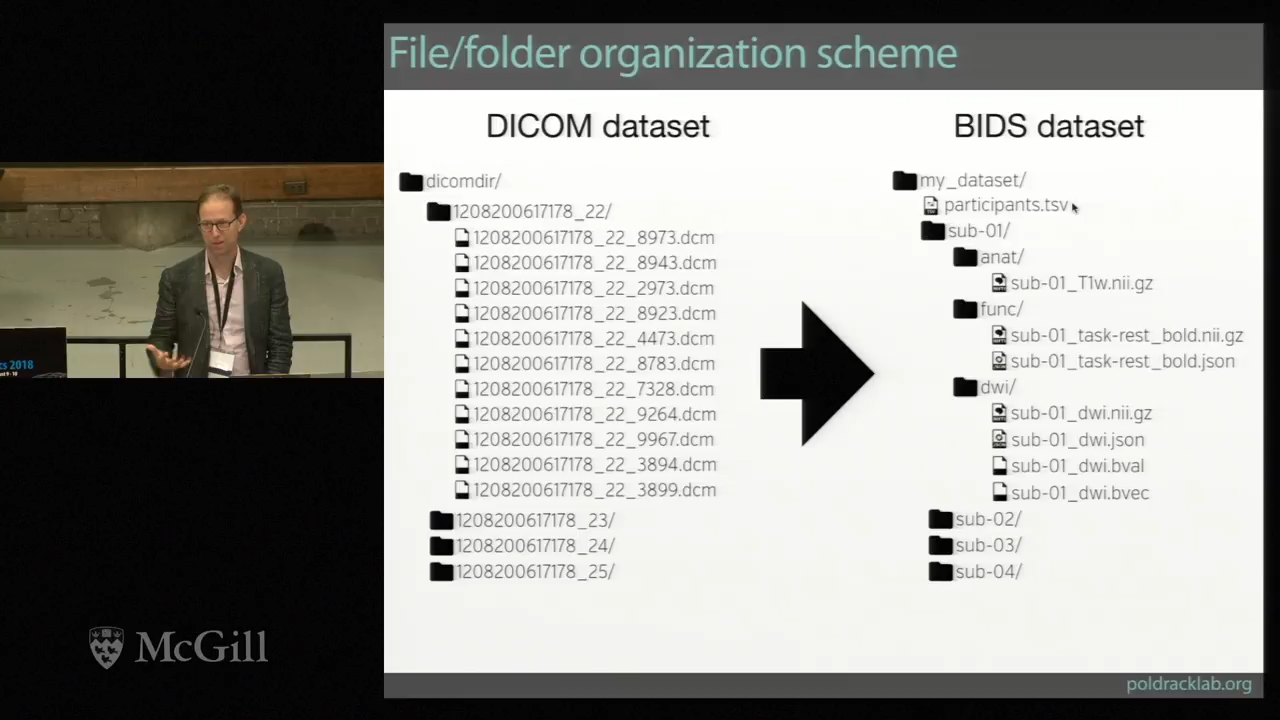 File/folder organization scheme
DICOM dataset
dicomdir/
1208200617178_22/
1208200617178_22_8973.dcm
1208200617178_22_8943.dcm
1208200617178_22_2973.dcm
1208200617178_22_8923.dcm
1208200617178_22_4473.dcm
1208200617178_22_8783.dcm
1208200617178_22_7328.dcm
1208200617178_22_9264.dcm
1208200617178_22_9967.dcm
1208200617178_22_3894.dcm
1208200617178_22_3899.dcm
1208200617178_23/
1208200617178_24/
1208200617178_25/
BIDS dataset
my_dataset/
participants.tsv
sub-01/
anat/
sub-01_T1w.nii.gz
func/
sub-01_task-rest_bold.nii.gz
sub-01_task-rest_bold.json
dwi/
sub-01_dwi.nii.gz
sub-01_dwi.json
sub-01_dwi.bval
sub-01_dwi.bvec
sub-02/
sub-03/
sub-04/
poldracklab.org
cs 2018
McGill